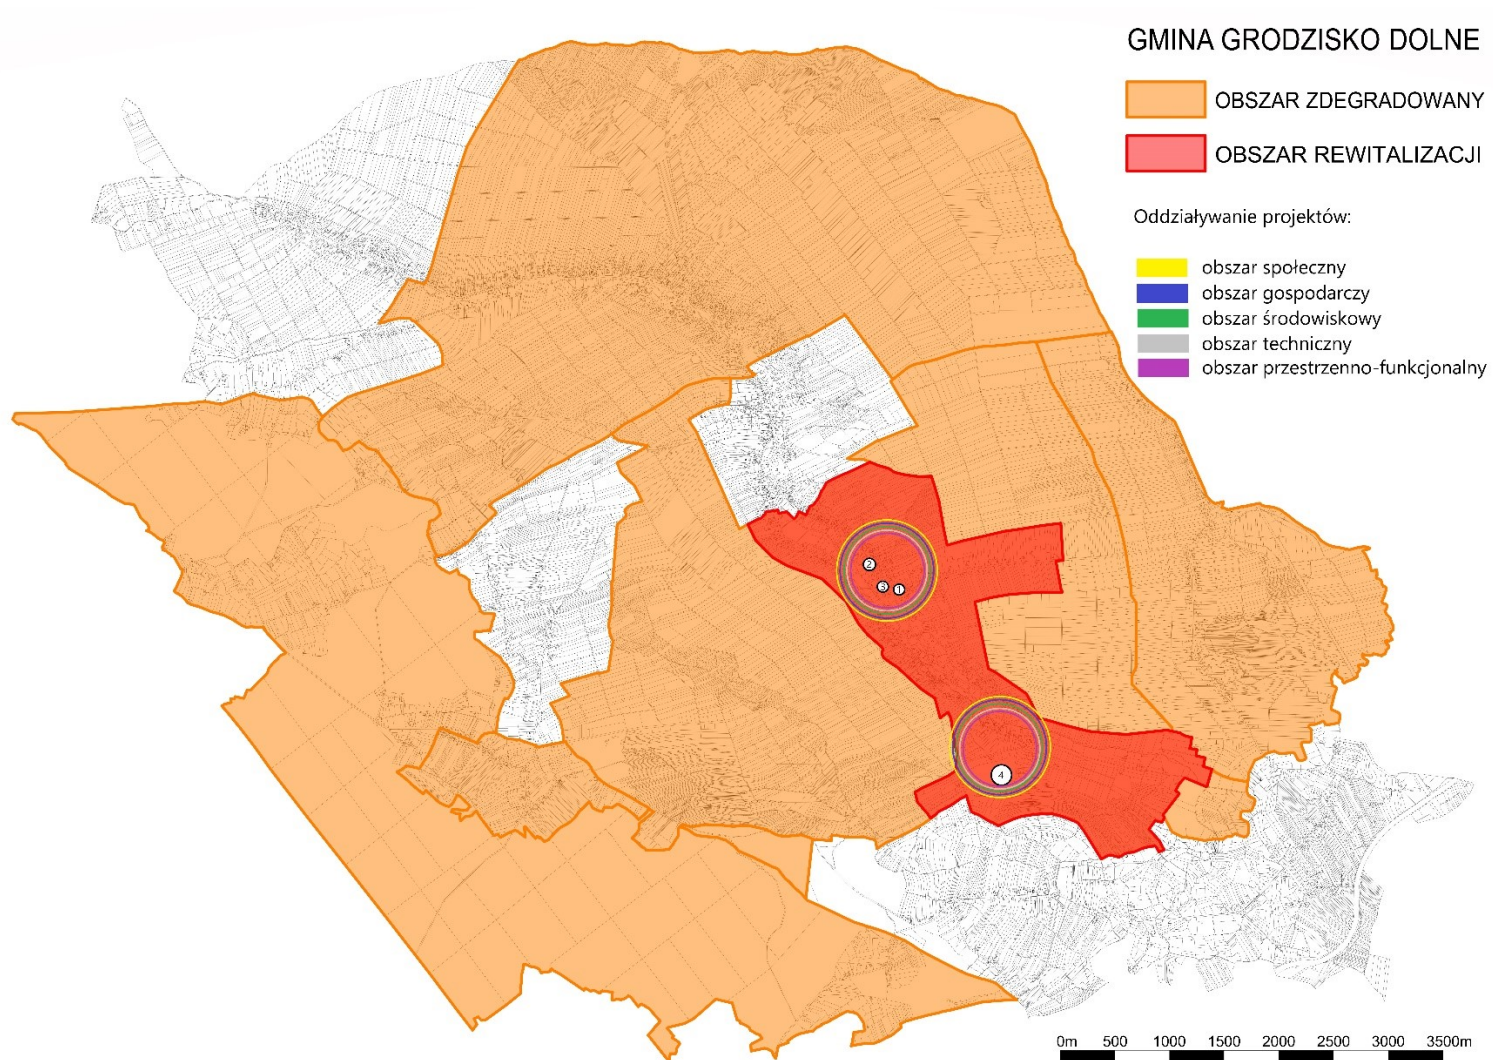 GMINA GRODZISKO DOLNE
OBSZAR ZDEGRADOWANY
OBSZAR REWITALIZACJI
Oddziaływanie projektów:
obszar społeczny
obszar gospodarczy
obszar środowiskowy
obszar techniczny
obszar przestrzenno-funkcjonalny
2
3 1
4
0m 500 1000 1500 2000 2500 3000 3500m